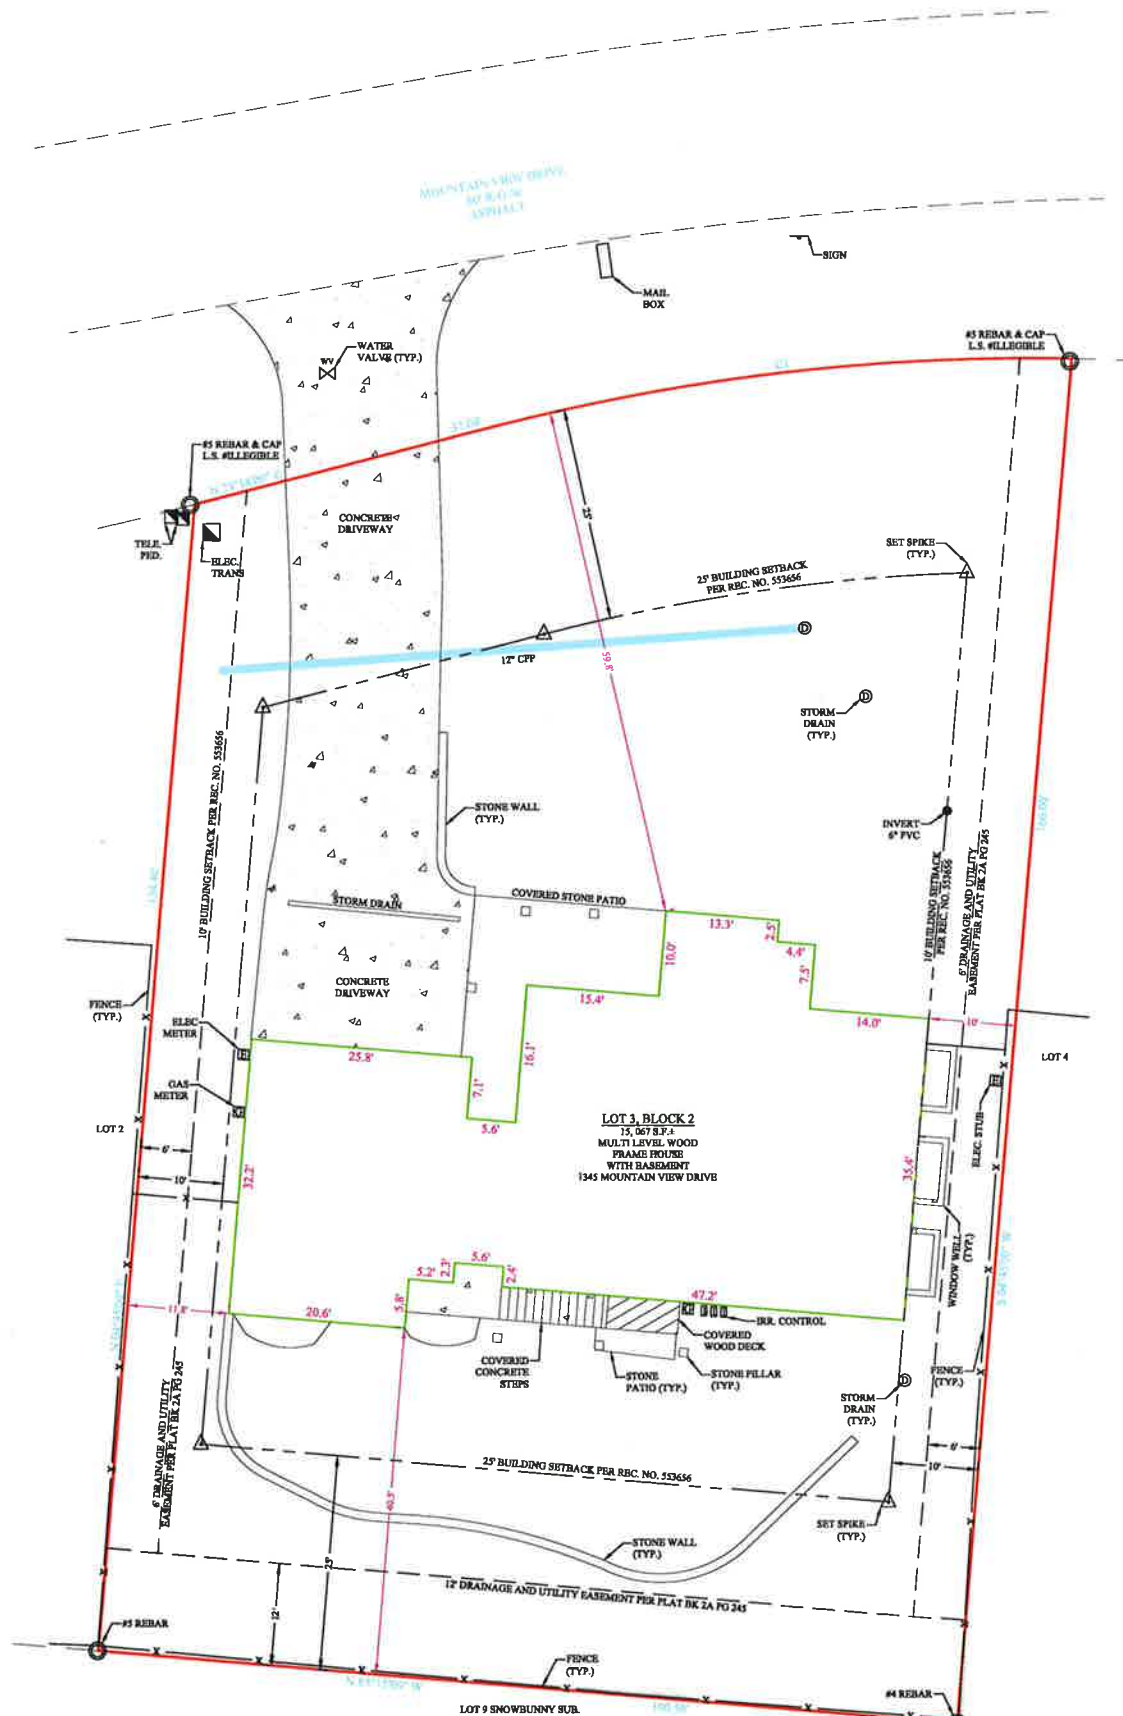 MOUNTAIN VIEW DRIVE
60' R.O.W.
ASPHALT
SIGN
MAIL
BOX
#5 REBAR & CAP
L.S. #ILLEGIBLE
WATER
VALVE (TYP.)
WV
#5 REBAR & CAP
L.S. #ILLEGIBLE
TELE.
PED.
ELEC.
TRANS
CONCRETE
DRIVEWAY
25'
SET SPIKE
(TYP.)
25' BUILDING SETBACK
PER REC. NO. 553656
12" CPP
59.8'
D
D
STORM
DRAIN
(TYP.)
10' BUILDING SETBACK PER REC. NO. 553656
STONE WALL
(TYP.)
INVERT
6" PVC
10' BUILDING SETBACK
PER REC. NO. 553656
6' DRAINAGE AND UTILITY
EASEMENT PER PLAT BK 2A PG 245
STORM DRAIN
COVERED STONE PATIO
13.3'
2.5'
4.4'
7.5'
10.0'
15.4'
14.0'
10'
CONCRETE
DRIVEWAY
FENCE
(TYP.)
ELEC
METER
25.8'
16.1'
7.1'
5.6'
GAS
METER
LOT 4
LOT 2
6'
10'
32.2'
LOT 3, BLOCK 2
15, 067 S.F.±
MULTI LEVEL WOOD
FRAME HOUSE
WITH BASEMENT
1345 MOUNTAIN VIEW DRIVE
35.4'
ELEC. STUB
WINDOW WELL
(TYP.)
11.8'
20.6'
5.8'
5.2'
2.3'
5.6'
2.4'
47.2'
IRR. CONTROL
COVERED
WOOD DECK
COVERED
CONCRETE
STEPS
STONE
PATIO (TYP.)
STONE PILLAR
(TYP.)
FENCE
(TYP.)
STORM
DRAIN
(TYP.)
D
6'
10'
6' DRAINAGE AND UTILITY
EASEMENT PER PLAT BK 2A PG 245
25' BUILDING SETBACK PER REC. NO. 553656
40.5'
25'
12'
SET SPIKE
(TYP.)
STONE WALL
(TYP.)
12' DRAINAGE AND UTILITY EASEMENT PER PLAT BK 2A PG 245
#5 REBAR
FENCE
(TYP.)
#4 REBAR
LOT 9 SNOWBUNNY SUB.